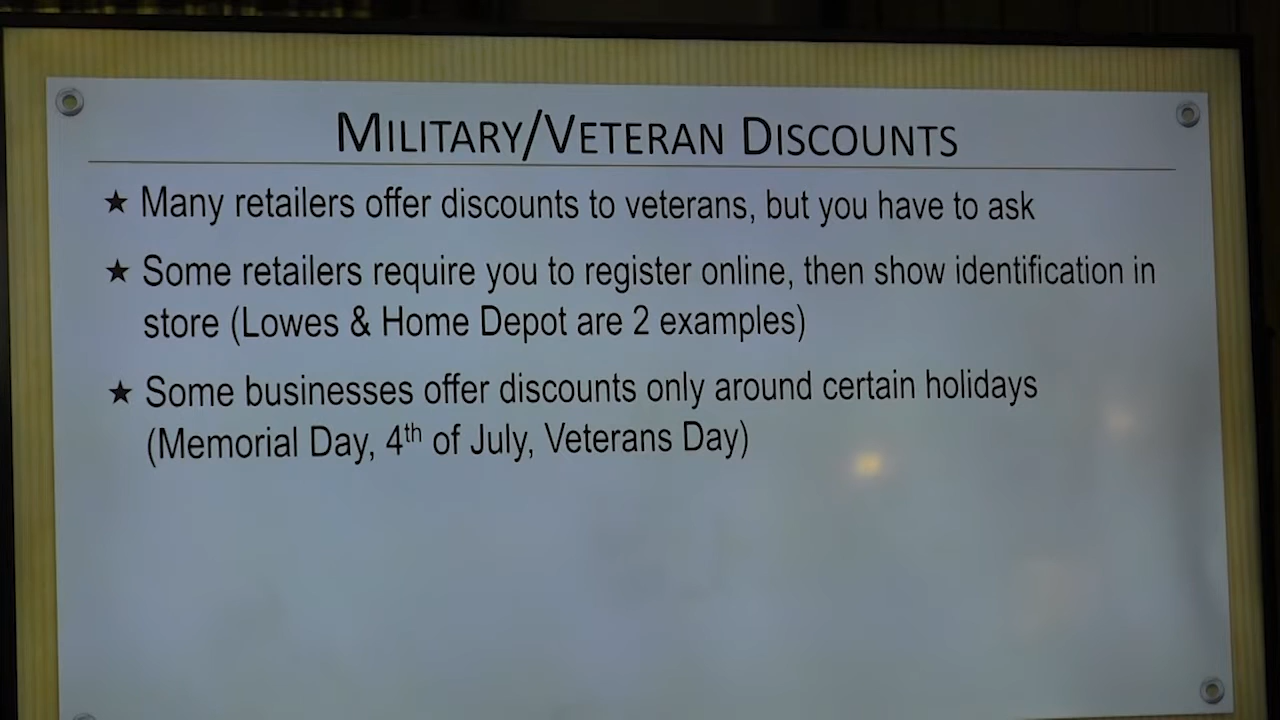 MILITARY/VETERAN DISCOUNTS
★ Many retailers offer discounts to veterans, but you have to ask
★ Some retailers require you to register online, then show identification in
store (Lowes & Home Depot are 2 examples)
★ Some businesses offer discounts only around certain holidays
(Memorial Day, 4th of July, Veterans Day)